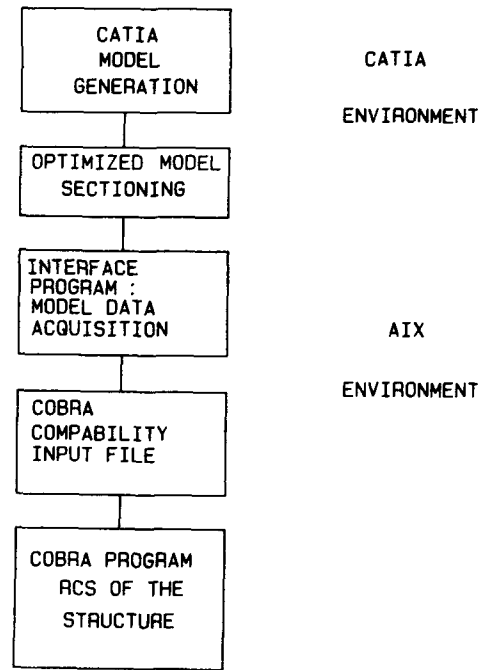 CATIA
MODEL
GENERATION
CATIA
ENVIRONMENT
OPTIMIZED MODEL
SECTIONING
INTERFACE
PROGRAM :
MODEL DATA
ACQUISITION
AIX
ENVIRONMENT
COBRA
COMPABILITY
INPUT FILE
COBRA PROGRAM
RCS OF THE
STRUCTURE